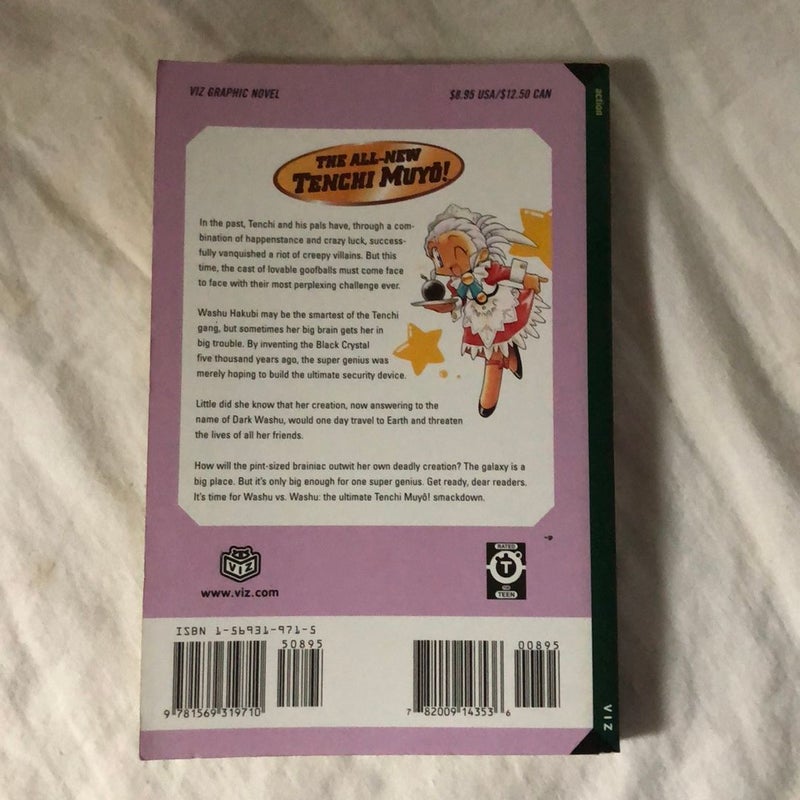 VIZ GRAPHIC NOVEL
$8.95 USA/$12.50 CAN
action
THE ALL-NEW
TENCHI MUYÔ!
In the past, Tenchi and his pals have, through a com-
bination of happenstance and crazy luck, success-
fully vanquished a riot of creepy villains. But this
time, the cast of lovable goofballs must come face
to face with their most perplexing challenge ever.
Washu Hakubi may be the smartest of the Tenchi
gang, but sometimes her big brain gets her in
big trouble. By inventing the Black Crystal
five thousand years ago, the super genius was
merely hoping to build the ultimate security device.
Little did she know that her creation, now answering to the
name of Dark Washu, would one day travel to Earth and threaten
the lives of all her friends.
How will the pint-sized brainiac outwit her own deadly creation? The galaxy is a
big place. But it's only big enough for one super genius. Get ready, dear readers.
It's time for Washu vs. Washu: the ultimate Tenchi Muyô! smackdown.
VIZ
www.viz.com
RATED
T
TEEN
ISBN 1-56931-971-5
50895
9 781569 319710
00895
7 82009 14353 6
VIZ